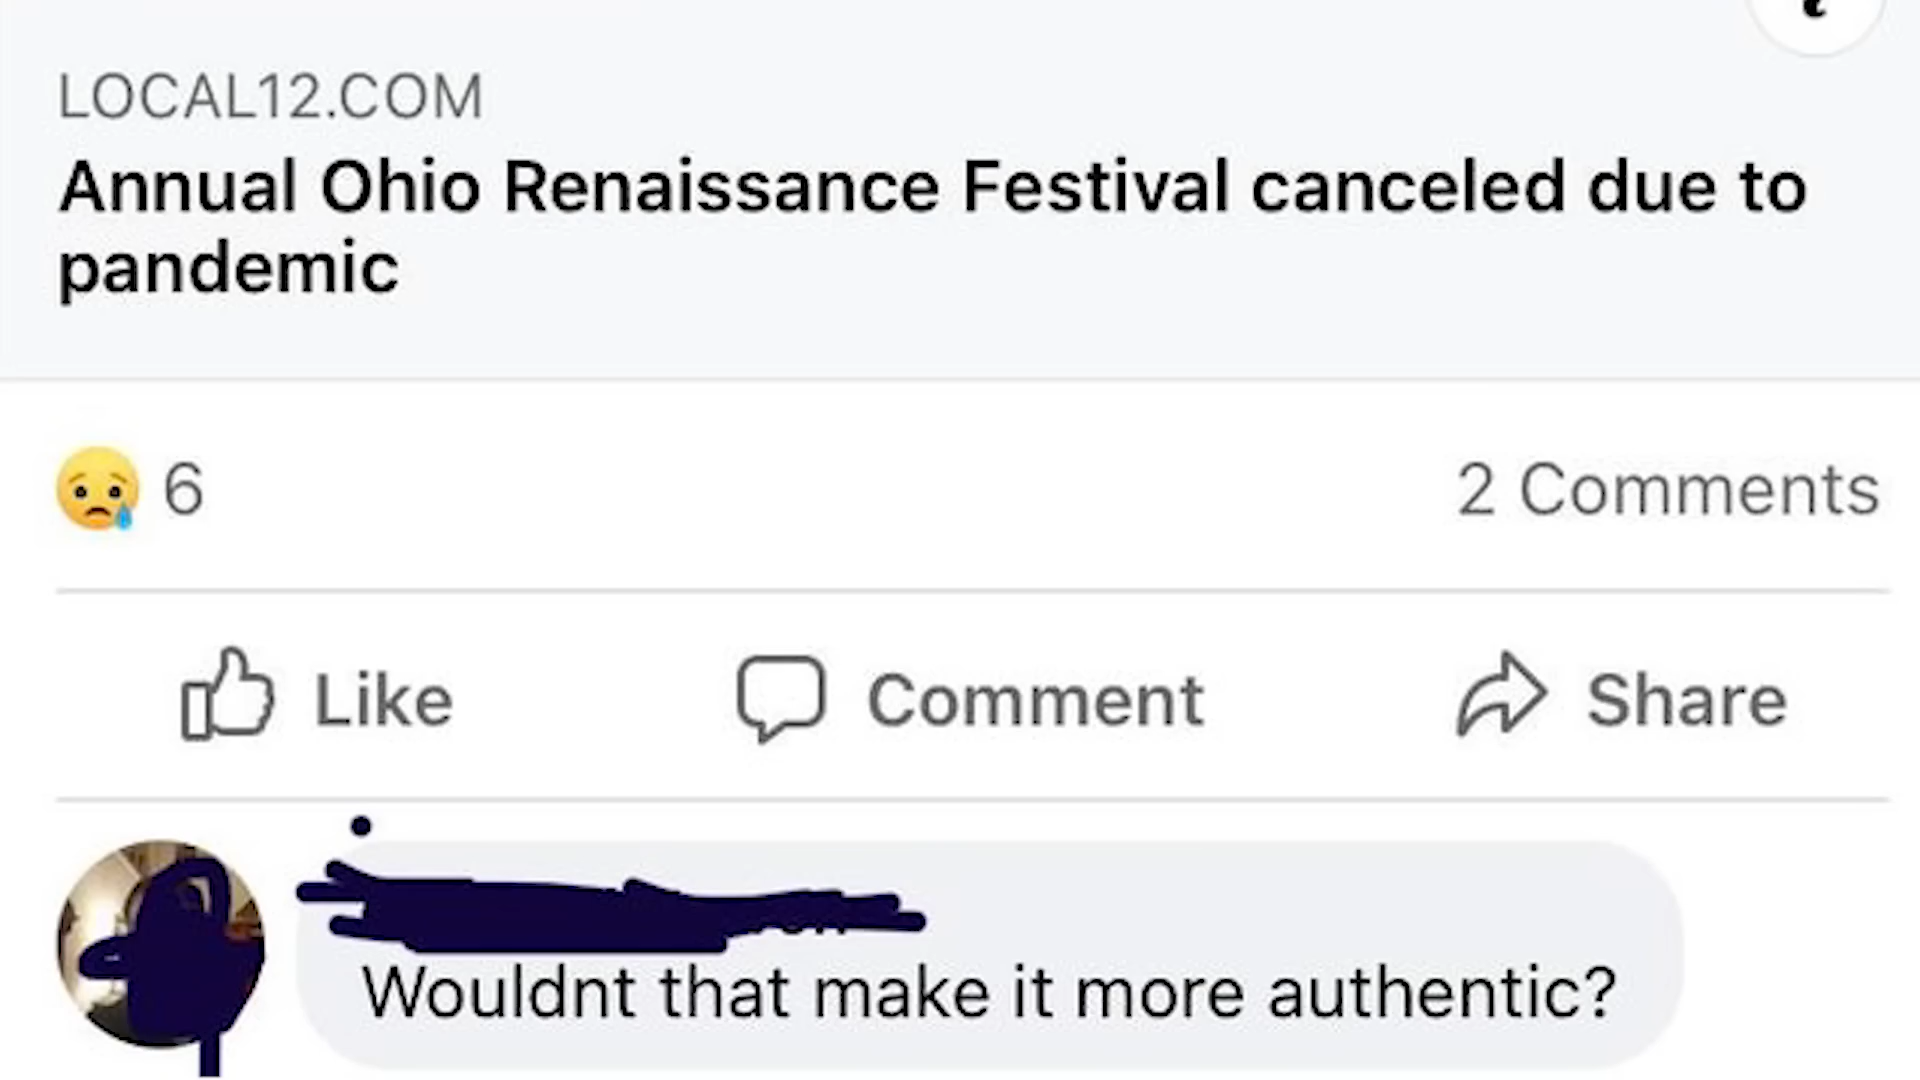 LOCAL12.COM
Annual Ohio Renaissance Festival canceled due to
pandemic
6
2 Comments
Like
Comment
Share
Wouldnt that make it more authentic?